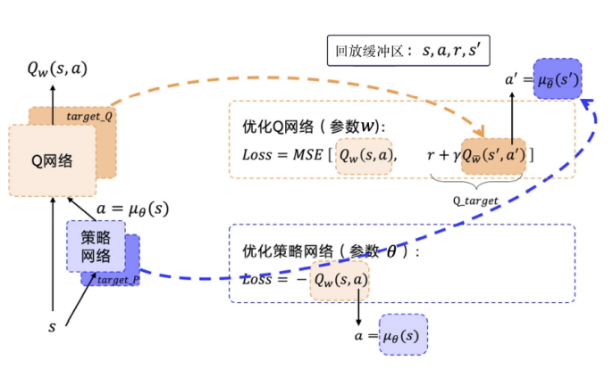 回放缓冲区：s, a, r, s′
Q_w(s, a)
a′ = μ_θ̅(s′)
target_Q
Q网络
优化Q网络（参数w）：
Loss = MSE [ Q_w(s, a),  r + γQ_w̅(s′, a′) ]
Q_target
a = μ_θ(s)
策略
网络
target_P
优化策略网络（参数 θ）：
Loss = − Q_w(s, a)
s
a = μ_θ(s)